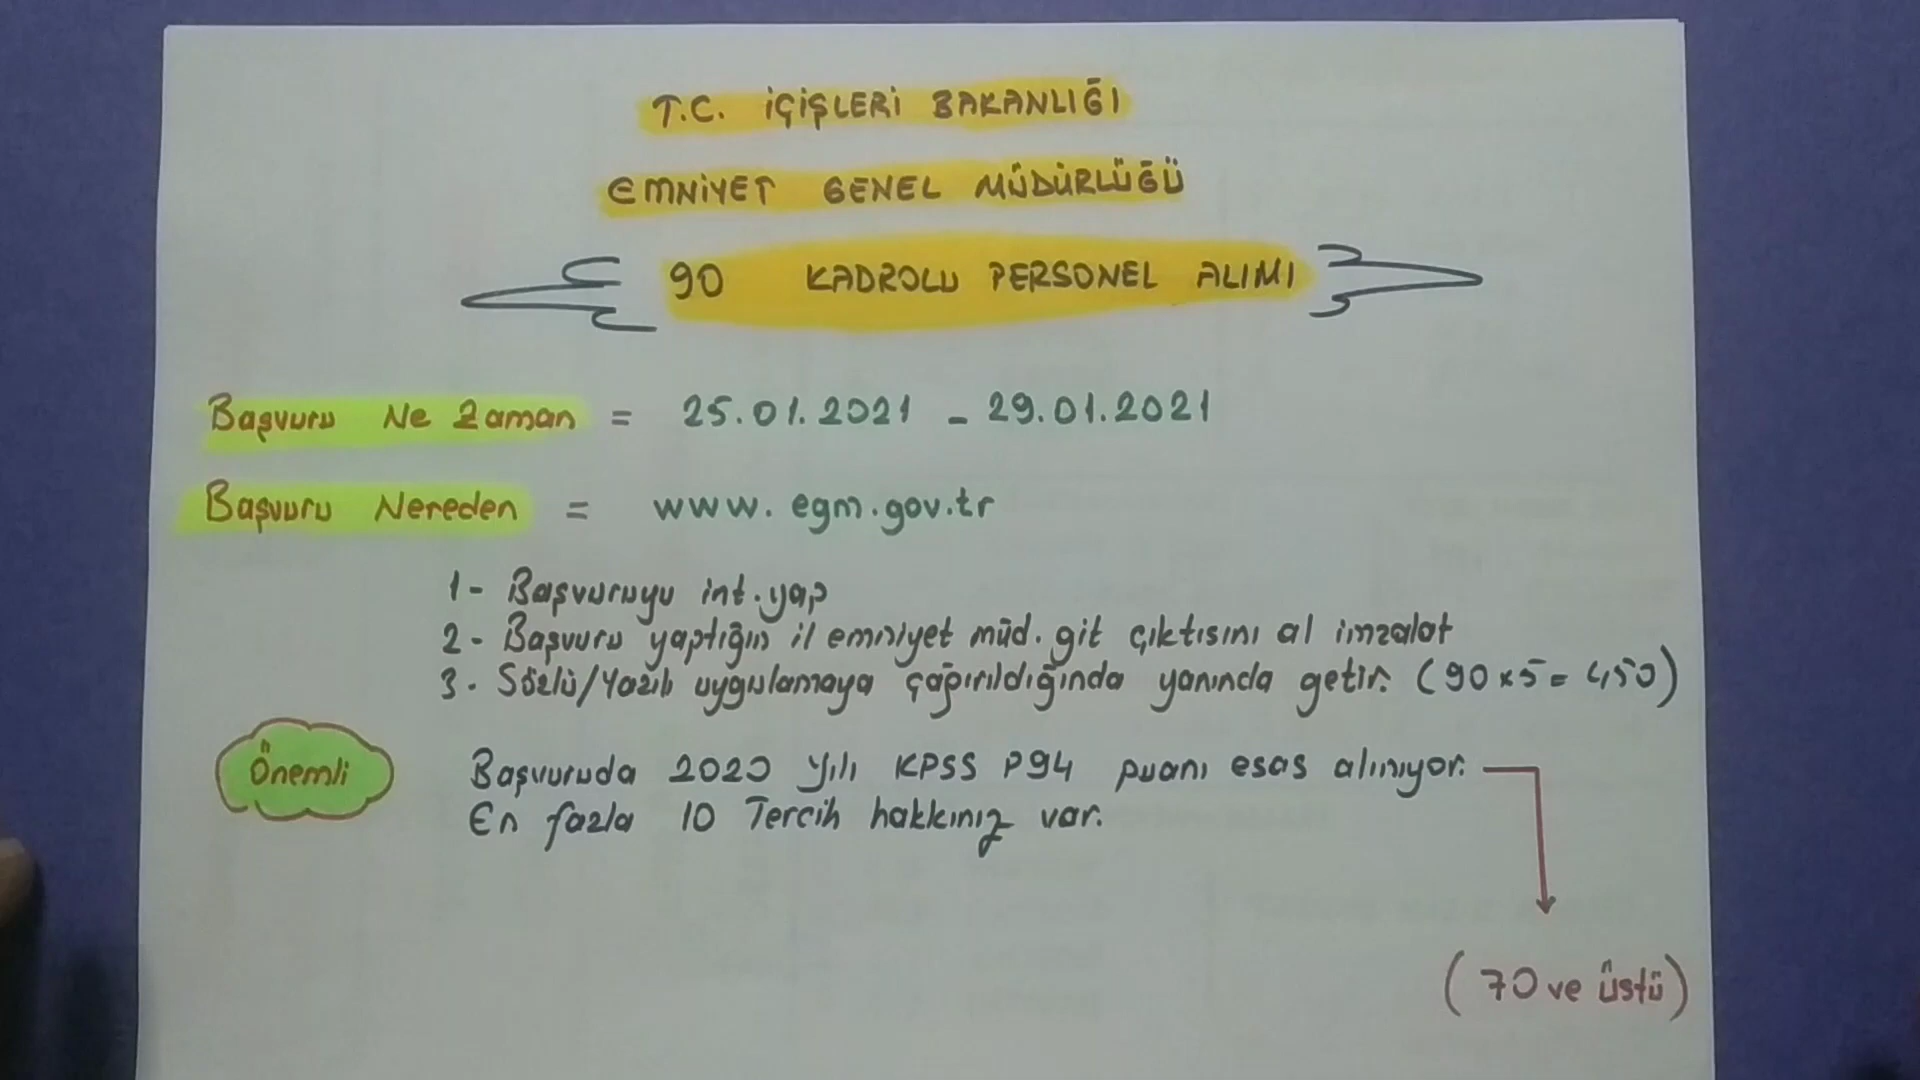 T.C. İÇİŞLERİ BAKANLIĞI
EMNİYET GENEL MÜDÜRLÜĞÜ
90 KADROLU PERSONEL ALIMI
Başvuru Ne Zaman = 25.01.2021 - 29.01.2021
Başvuru Nereden = www.egm.gov.tr
1- Başvuruyu int.yap
2- Başvuru yaptığın il emniyet müd. git çıktısını al imzalat
3- Sözlü/Yazılı uygulamaya çağırıldığında yanında getir. (90x5=450)
Önemli
Başvuruda 2020 yılı KPSS P94 puanı esas alınıyor.
En fazla 10 Tercih hakkınız var.
(70 ve üstü)